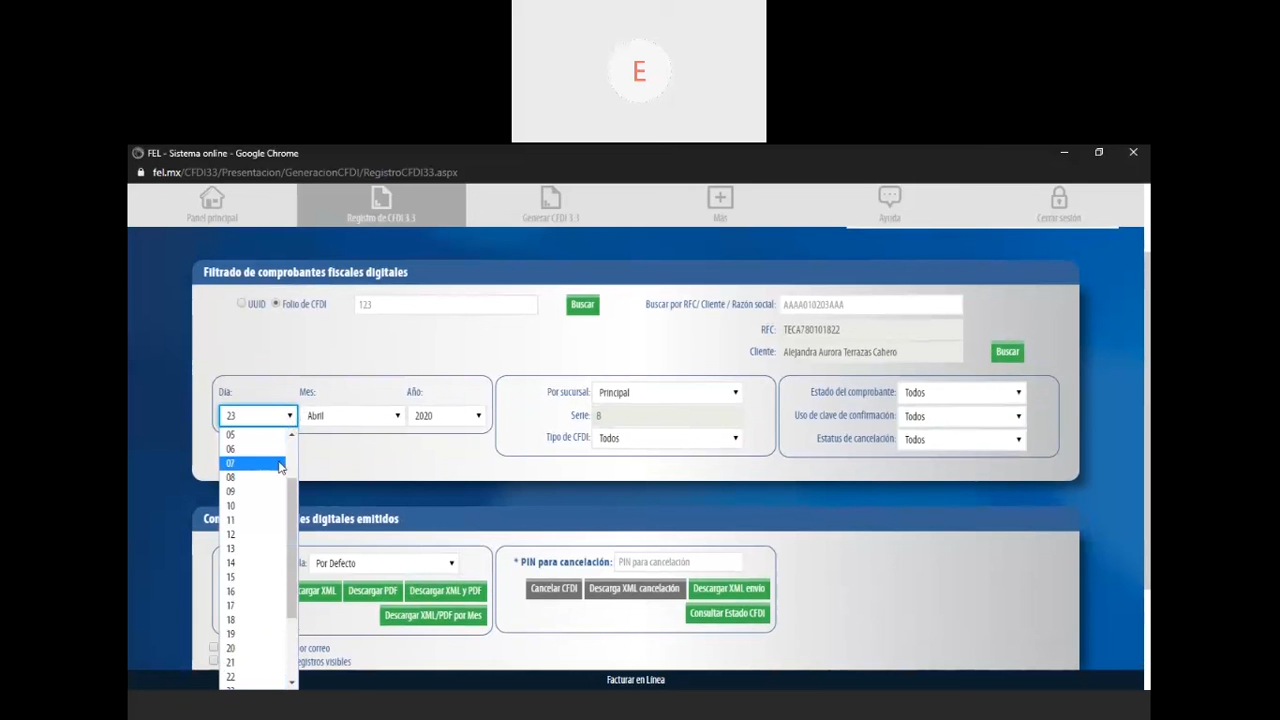 E
FEL - Sistema online - Google Chrome
fel.mx/CFDI33/Presentacion/GeneracionCFDI/RegistroCFDI33.aspx
Panel principal
Registro de CFDI 3.3
Generar CFDI 3.3
Más
Ayuda
Cerrar sesión
Filtrado de comprobantes fiscales digitales
UUID Folio de CFDI 123 Buscar
Buscar por RFC/ Cliente / Razón social: AAAA010203AAA
RFC: TECA780101822
Cliente: Alejandra Aurora Terrazas Cahero Buscar
Día: Mes: Año:
23 Abril 2020
Por sucursal: Principal
Serie: B
Tipo de CFDI: Todos
Estado del comprobante: Todos
Uso de clave de confirmación: Todos
Estatus de cancelación: Todos
05
06
07
08
09
10
11
12
13
14
15
16
17
18
19
20
21
22
Co es digitales emitidos
la: Por Defecto
cargar XML Descargar PDF Descargar XML y PDF
Descargar XML/PDF por Mes
* PIN para cancelación: PIN para cancelación
Cancelar CFDI Descarga XML cancelación Descargar XML envío
Consultar Estado CFDI
or correo
egistros visibles
Facturar en Línea